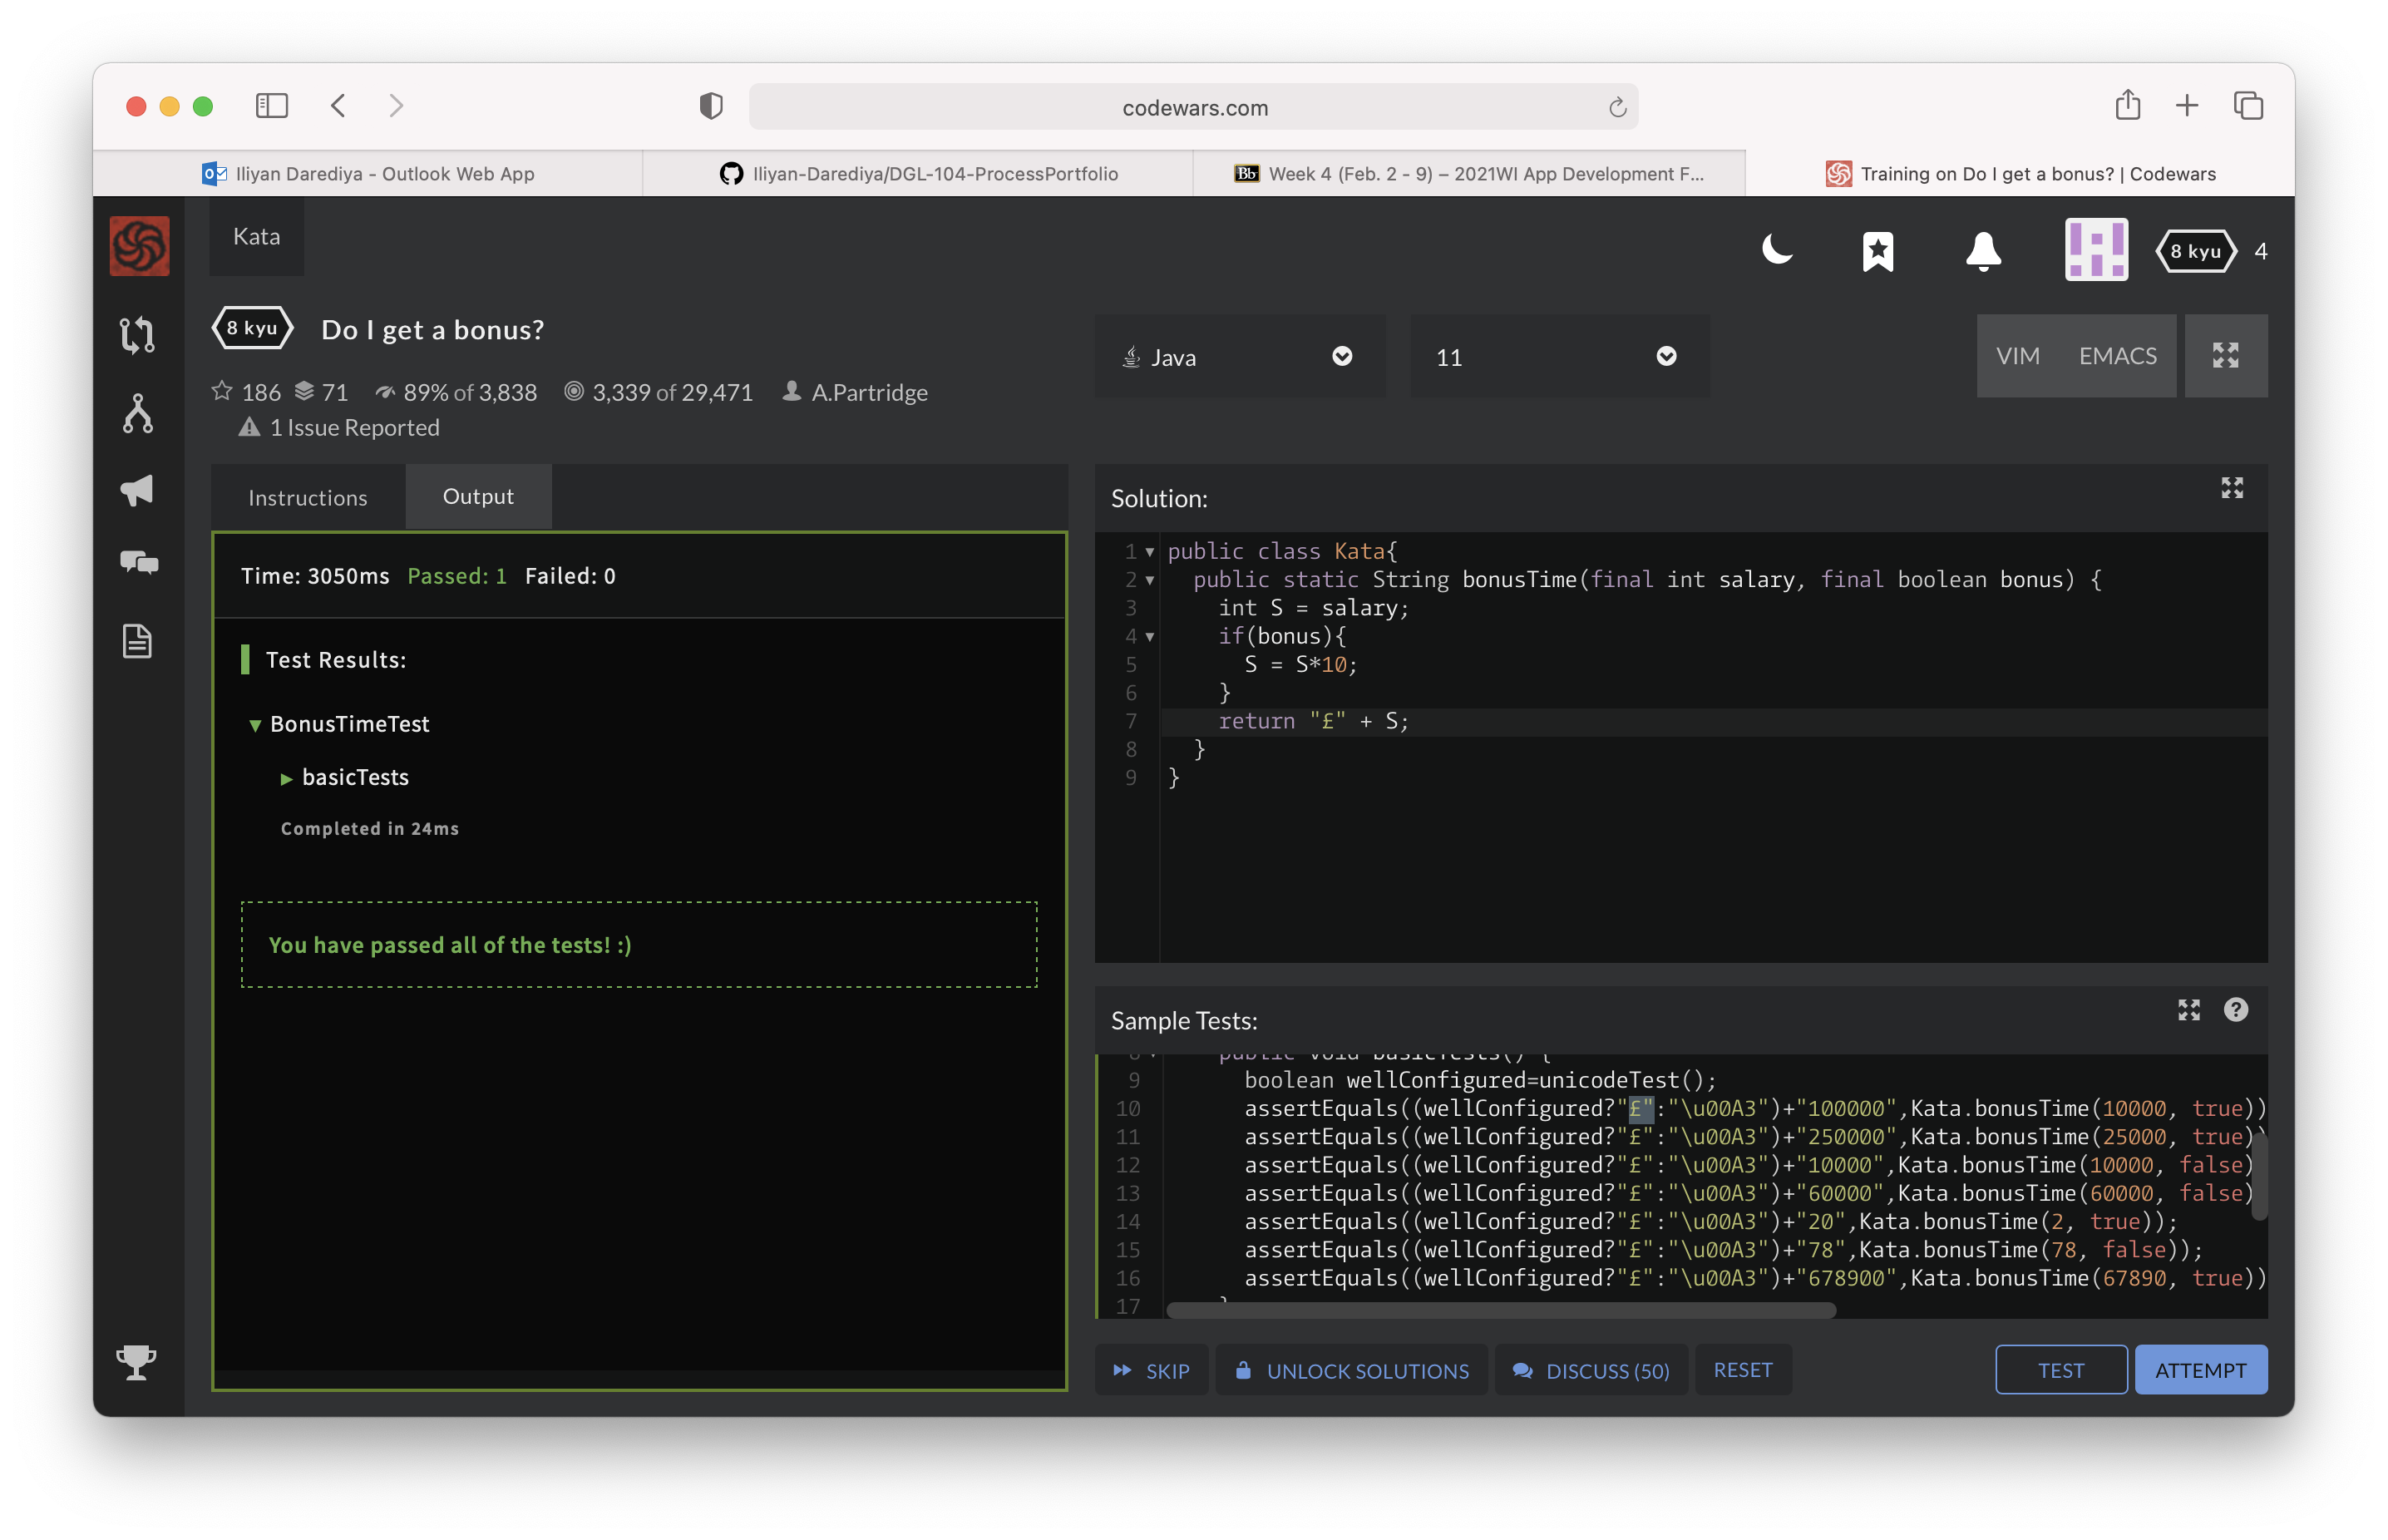 codewars.com
Iliyan Darediya - Outlook Web App
Iliyan-Darediya/DGL-104-ProcessPortfolio
Bb Week 4 (Feb. 2 - 9) – 2021WI App Development F...
Training on Do I get a bonus? | Codewars
Kata
8 kyu 4
8 kyu Do I get a bonus?
186 71 89% of 3,838 3,339 of 29,471 A.Partridge
1 Issue Reported
Java
11
VIM EMACS
Instructions Output
Time: 3050ms Passed: 1 Failed: 0
Test Results:
BonusTimeTest
basicTests
Completed in 24ms
You have passed all of the tests! :)
Solution:
1 public class Kata{
2 public static String bonusTime(final int salary, final boolean bonus) {
3 int S = salary;
4 if(bonus){
5 S = S*10;
6 }
7 return "£" + S;
8 }
9 }
Sample Tests:
8 public void basicTests() {
9 boolean wellConfigured=unicodeTest();
10 assertEquals((wellConfigured?"£":"\u00A3")+"100000",Kata.bonusTime(10000, true))
11 assertEquals((wellConfigured?"£":"\u00A3")+"250000",Kata.bonusTime(25000, true))
12 assertEquals((wellConfigured?"£":"\u00A3")+"10000",Kata.bonusTime(10000, false)
13 assertEquals((wellConfigured?"£":"\u00A3")+"60000",Kata.bonusTime(60000, false)
14 assertEquals((wellConfigured?"£":"\u00A3")+"20",Kata.bonusTime(2, true));
15 assertEquals((wellConfigured?"£":"\u00A3")+"78",Kata.bonusTime(78, false));
16 assertEquals((wellConfigured?"£":"\u00A3")+"678900",Kata.bonusTime(67890, true))
17 }
SKIP UNLOCK SOLUTIONS DISCUSS (50) RESET TEST ATTEMPT